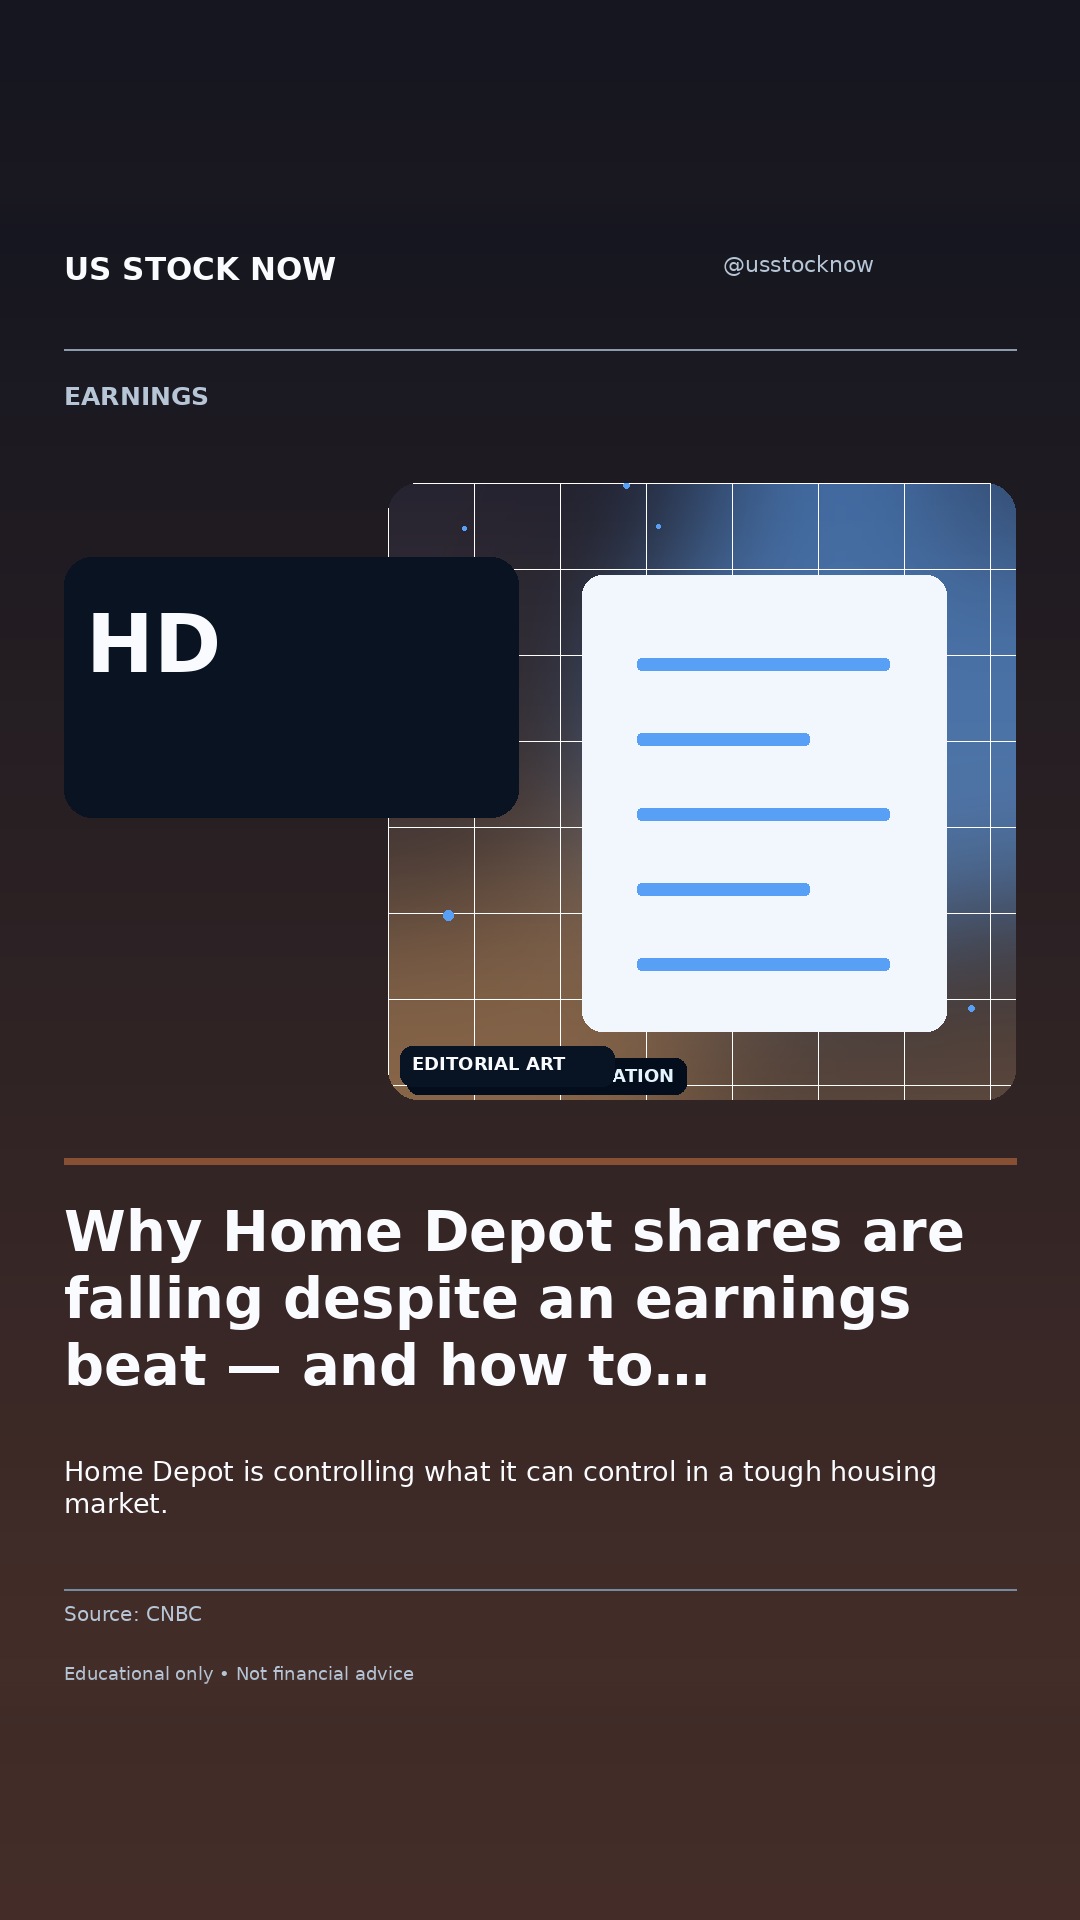 US STOCK NOW
@usstocknow
EARNINGS
HD
EDITORIAL ART
ATION
Why Home Depot shares are
falling despite an earnings
beat — and how to…
Home Depot is controlling what it can control in a tough housing
market.
Source: CNBC
Educational only • Not financial advice